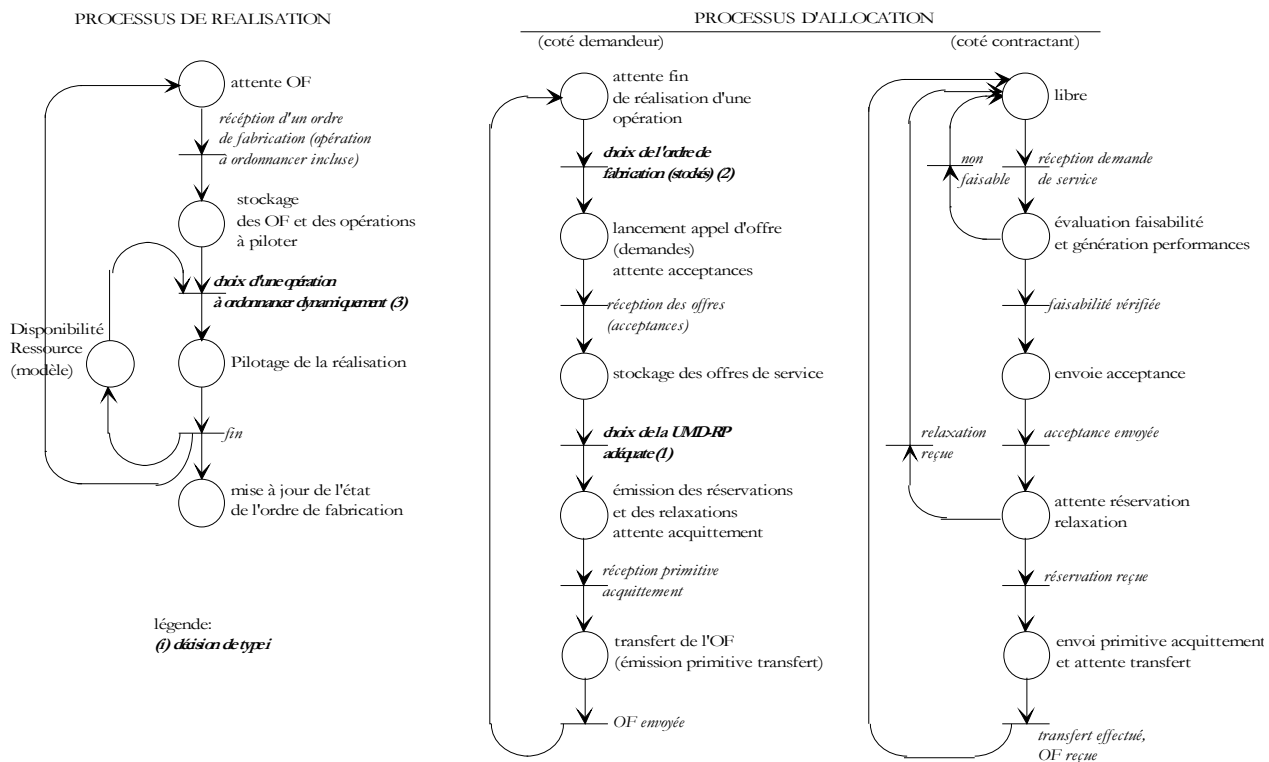 PROCESSUS DE REALISATION
attente OF
récéption d'un ordre
de fabrication (opération
à ordonnancer incluse)
stockage
des OF et des opérations
à piloter
choix d'une opération
à ordonnancer dynamiquement (3)
Disponibilité
Ressource
(modèle)
Pilotage de la réalisation
fin
mise à jour de l'état
de l'ordre de fabrication
légende:
(i) décision de type i
PROCESSUS D'ALLOCATION
(coté demandeur)
attente fin
de réalisation d'une
opération
choix de l'ordre de
fabrication (stockés) (2)
lancement appel d'offre
(demandes)
attente acceptances
réception des offres
(acceptances)
stockage des offres de service
choix de la UMD-RP
adéquate (1)
émission des réservations
et des relaxations
attente acquittement
réception primitive
acquittement
transfert de l'OF
(émission primitive transfert)
OF envoyée
(coté contractant)
libre
non
faisable
réception demande
de service
évaluation faisabilité
et génération performances
faisabilité vérifiée
envoie acceptance
relaxation
reçue
acceptance envoyée
attente réservation
relaxation
réservation reçue
envoi primitive acquittement
et attente transfert
transfert effectué,
OF reçue